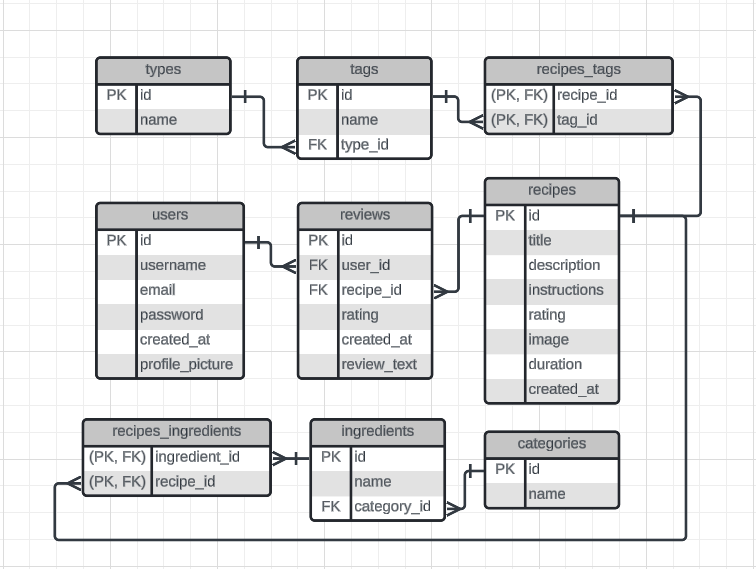 types
PK id
name
tags
PK id
name
FK type_id
recipes_tags
(PK, FK) recipe_id
(PK, FK) tag_id
users
PK id
username
email
password
created_at
profile_picture
reviews
PK id
FK user_id
FK recipe_id
rating
created_at
review_text
recipes
PK id
title
description
instructions
rating
image
duration
created_at
recipes_ingredients
(PK, FK) ingredient_id
(PK, FK) recipe_id
ingredients
PK id
name
FK category_id
categories
PK id
name